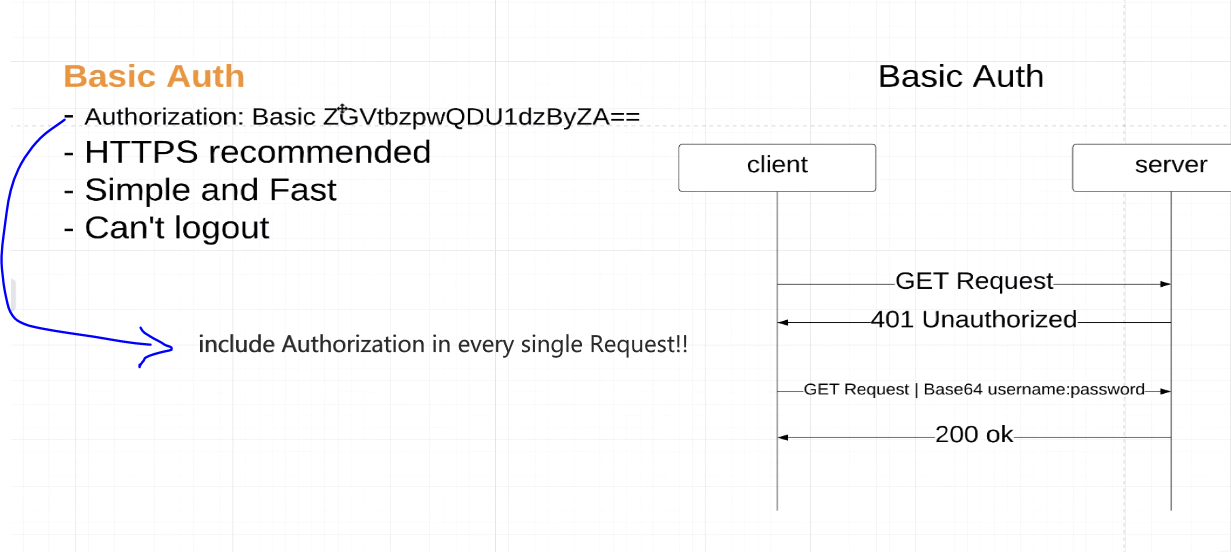 Basic Auth
- Authorization: Basic ZGVtbzpwQDU1dzByZA==
- HTTPS recommended
- Simple and Fast
- Can't logout
include Authorization in every single Request!!
Basic Auth
client
server
GET Request
401 Unauthorized
GET Request | Base64 username:password
200 ok